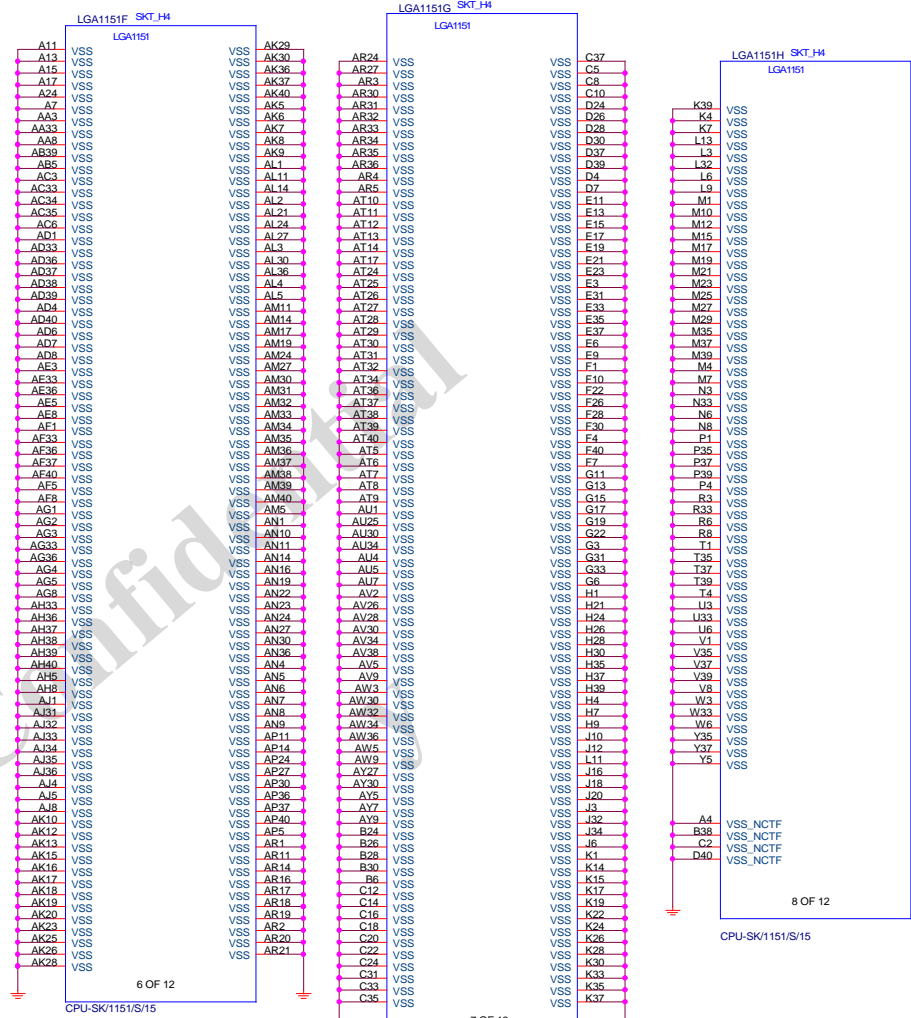 LGA1151F SKT_H4
LGA1151
A11 VSS VSS AK29
A13 VSS VSS AK30
A15 VSS VSS AK36
A17 VSS VSS AK37
A24 VSS VSS AK40
A7 VSS VSS AK5
AA3 VSS VSS AK6
AA33 VSS VSS AK7
AA8 VSS VSS AK8
AB39 VSS VSS AK9
AB5 VSS VSS AL1
AC3 VSS VSS AL11
AC33 VSS VSS AL14
AC34 VSS VSS AL2
AC35 VSS VSS AL21
AC6 VSS VSS AL24
AD1 VSS VSS AL27
AD33 VSS VSS AL3
AD36 VSS VSS AL30
AD37 VSS VSS AL36
AD38 VSS VSS AL4
AD39 VSS VSS AL5
AD4 VSS VSS AM11
AD40 VSS VSS AM14
AD6 VSS VSS AM17
AD7 VSS VSS AM19
AD8 VSS VSS AM24
AE3 VSS VSS AM27
AE33 VSS VSS AM30
AE36 VSS VSS AM31
AE5 VSS VSS AM32
AE8 VSS VSS AM33
AF1 VSS VSS AM34
AF33 VSS VSS AM35
AF36 VSS VSS AM36
AF37 VSS VSS AM37
AF40 VSS VSS AM38
AF5 VSS VSS AM39
AF8 VSS VSS AM40
AG1 VSS VSS AM5
AG2 VSS VSS AN1
AG3 VSS VSS AN10
AG33 VSS VSS AN11
AG36 VSS VSS AN14
AG4 VSS VSS AN16
AG5 VSS VSS AN19
AG8 VSS VSS AN22
AH33 VSS VSS AN23
AH36 VSS VSS AN24
AH37 VSS VSS AN27
AH38 VSS VSS AN30
AH39 VSS VSS AN36
AH40 VSS VSS AN4
AH5 VSS VSS AN5
AH8 VSS VSS AN6
AJ1 VSS VSS AN7
AJ31 VSS VSS AN8
AJ32 VSS VSS AN9
AJ33 VSS VSS AP11
AJ34 VSS VSS AP14
AJ35 VSS VSS AP24
AJ36 VSS VSS AP27
AJ4 VSS VSS AP30
AJ5 VSS VSS AP36
AJ8 VSS VSS AP37
AK10 VSS VSS AP40
AK12 VSS VSS AP5
AK13 VSS VSS AR1
AK15 VSS VSS AR11
AK16 VSS VSS AR14
AK17 VSS VSS AR16
AK18 VSS VSS AR17
AK19 VSS VSS AR18
AK20 VSS VSS AR19
AK23 VSS VSS AR2
AK25 VSS VSS AR20
AK26 VSS VSS AR21
AK28 VSS
6 OF 12
CPU-SK/1151/S/15
LGA1151G SKT_H4
LGA1151
AR24 VSS VSS C37
AR27 VSS VSS C5
AR3 VSS VSS C8
AR30 VSS VSS C10
AR31 VSS VSS D24
AR32 VSS VSS D26
AR33 VSS VSS D28
AR34 VSS VSS D30
AR35 VSS VSS D37
AR36 VSS VSS D39
AR4 VSS VSS D4
AR5 VSS VSS D7
AT10 VSS VSS E11
AT11 VSS VSS E13
AT12 VSS VSS E15
AT13 VSS VSS E17
AT14 VSS VSS E19
AT17 VSS VSS E21
AT24 VSS VSS E23
AT25 VSS VSS E3
AT26 VSS VSS E31
AT27 VSS VSS E33
AT28 VSS VSS E35
AT29 VSS VSS E37
AT30 VSS VSS E6
AT31 VSS VSS E9
AT32 VSS VSS F1
AT34 VSS VSS F10
AT36 VSS VSS F22
AT37 VSS VSS F26
AT38 VSS VSS F28
AT39 VSS VSS F30
AT40 VSS VSS F4
AT5 VSS VSS F40
AT6 VSS VSS F7
AT7 VSS VSS G11
AT8 VSS VSS G13
AT9 VSS VSS G15
AU1 VSS VSS G17
AU25 VSS VSS G19
AU30 VSS VSS G22
AU34 VSS VSS G3
AU4 VSS VSS G31
AU5 VSS VSS G33
AU7 VSS VSS G6
AV2 VSS VSS H1
AV26 VSS VSS H21
AV28 VSS VSS H24
AV30 VSS VSS H26
AV34 VSS VSS H28
AV38 VSS VSS H30
AV5 VSS VSS H35
AV9 VSS VSS H37
AW3 VSS VSS H39
AW30 VSS VSS H4
AW32 VSS VSS H7
AW34 VSS VSS H9
AW36 VSS VSS J10
AW5 VSS VSS J12
AW9 VSS VSS L11
AY27 VSS VSS J16
AY30 VSS VSS J18
AY5 VSS VSS J20
AY7 VSS VSS J3
AY9 VSS VSS J32
B24 VSS VSS J34
B26 VSS VSS J6
B28 VSS VSS K1
B30 VSS VSS K14
B6 VSS VSS K15
C12 VSS VSS K17
C14 VSS VSS K19
C16 VSS VSS K22
C18 VSS VSS K24
C20 VSS VSS K26
C22 VSS VSS K28
C24 VSS VSS K30
C31 VSS VSS K33
C33 VSS VSS K35
C35 VSS VSS K37
LGA1151H SKT_H4
LGA1151
K39 VSS
K4 VSS
K7 VSS
L13 VSS
L3 VSS
L32 VSS
L6 VSS
L9 VSS
M1 VSS
M10 VSS
M12 VSS
M15 VSS
M17 VSS
M19 VSS
M21 VSS
M23 VSS
M25 VSS
M27 VSS
M29 VSS
M35 VSS
M37 VSS
M39 VSS
M4 VSS
M7 VSS
N3 VSS
N33 VSS
N6 VSS
N8 VSS
P1 VSS
P35 VSS
P37 VSS
P39 VSS
P4 VSS
R3 VSS
R33 VSS
R6 VSS
R8 VSS
T1 VSS
T35 VSS
T37 VSS
T39 VSS
T4 VSS
U3 VSS
U33 VSS
U6 VSS
V1 VSS
V35 VSS
V37 VSS
V39 VSS
V8 VSS
W3 VSS
W33 VSS
W6 VSS
Y35 VSS
Y37 VSS
Y5 VSS
A4 VSS_NCTF
B38 VSS_NCTF
C2 VSS_NCTF
D40 VSS_NCTF
8 OF 12
CPU-SK/1151/S/15
Confidential